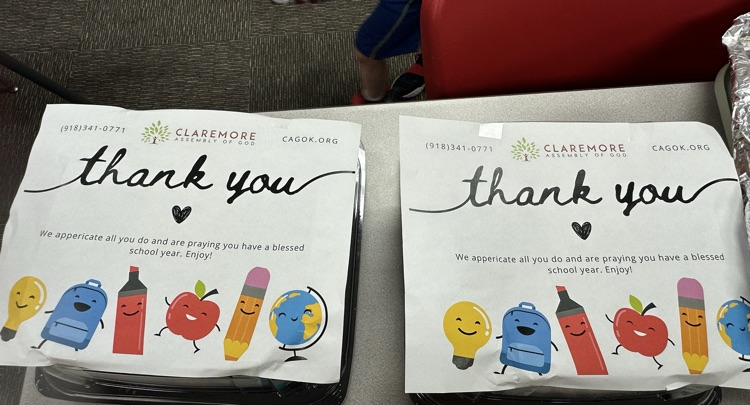 (918)341-0771
CLAREMORE
ASSEMBLY OF GOD
CAGOK.ORG
thank you
We appericate all you do and are praying you have a blessed
school year. Enjoy!
(918)341-0771
CLAREMORE
ASSEMBLY OF GOD
CAGOK.ORG
thank you
We appericate all you do and are praying you have a blessed
school year. Enjoy!